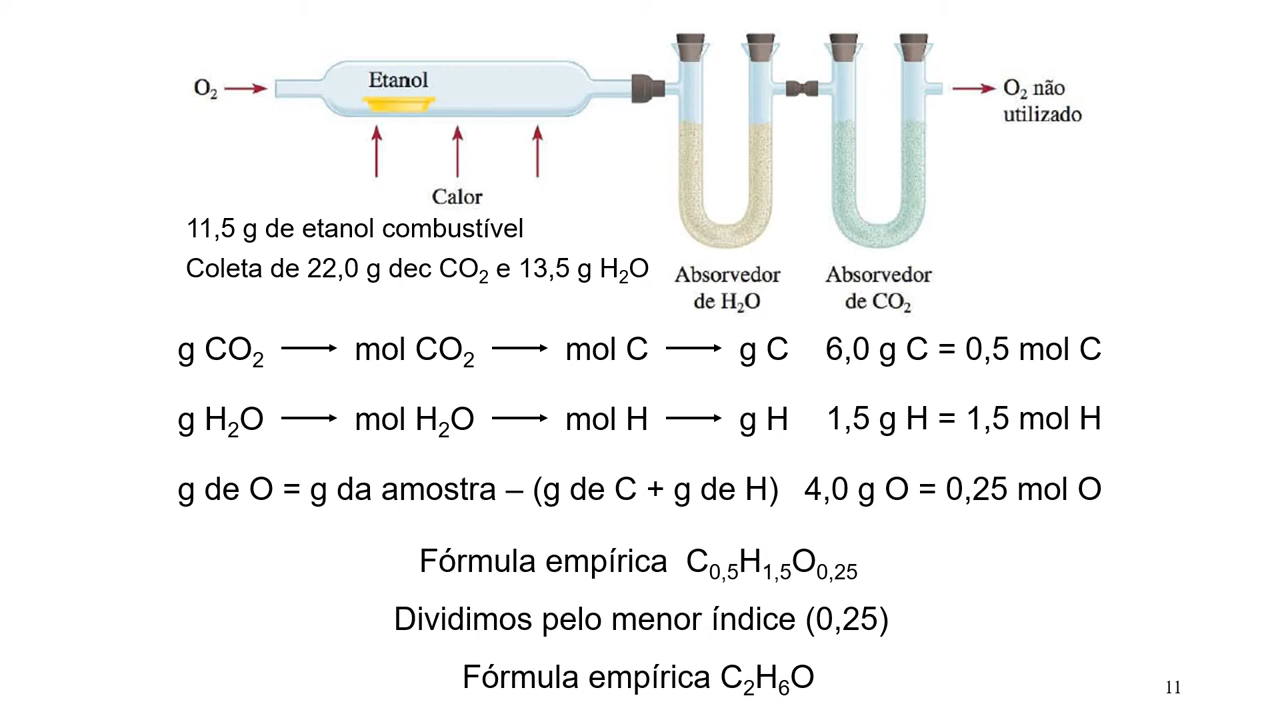 O₂ → Etanol → O₂ não
utilizado
Calor
11,5 g de etanol combustível
Coleta de 22,0 g dec CO₂ e 13,5 g H₂O
Absorvedor
de H₂O
Absorvedor
de CO₂
g CO₂ → mol CO₂ → mol C → g C 6,0 g C = 0,5 mol C
g H₂O → mol H₂O → mol H → g H 1,5 g H = 1,5 mol H
g de O = g da amostra – (g de C + g de H) 4,0 g O = 0,25 mol O
Fórmula empírica C₀,₅H₁,₅O₀,₂₅
Dividimos pelo menor índice (0,25)
Fórmula empírica C₂H₆O
11